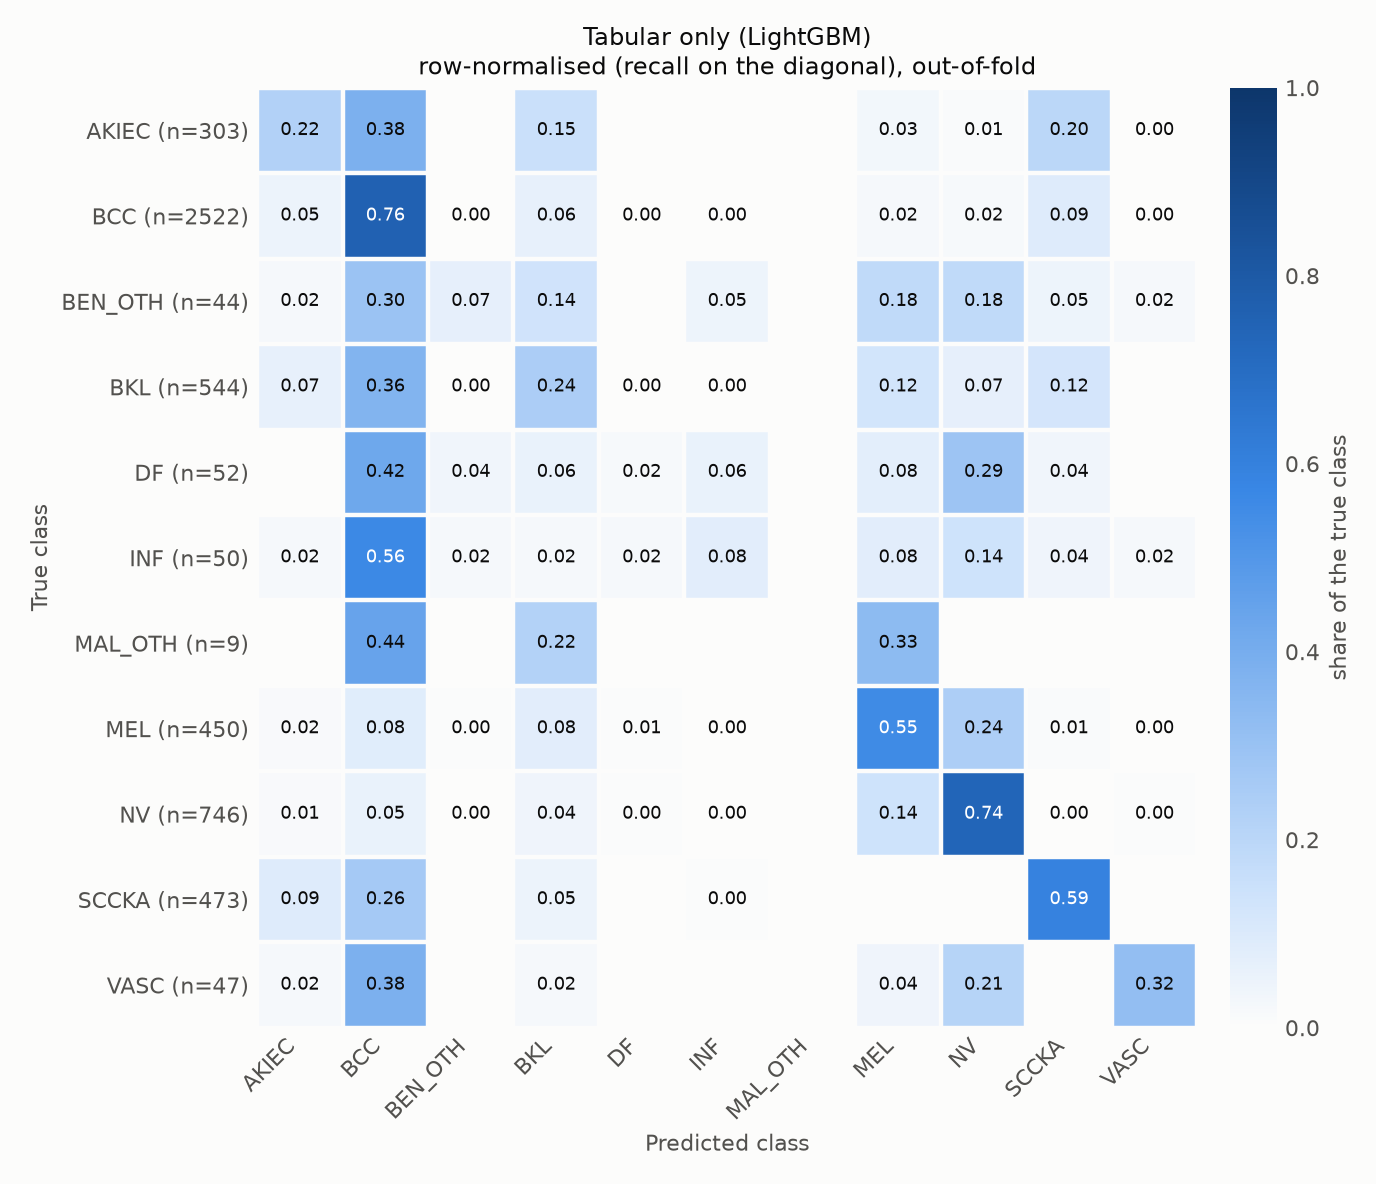 Tabular only (LightGBM)
row-normalised (recall on the diagonal), out-of-fold
AKIEC (n=303) 0.22 0.38 0.15 0.03 0.01 0.20 0.00
BCC (n=2522) 0.05 0.76 0.00 0.06 0.00 0.00 0.02 0.02 0.09 0.00
BEN_OTH (n=44) 0.02 0.30 0.07 0.14 0.05 0.18 0.18 0.05 0.02
BKL (n=544) 0.07 0.36 0.00 0.24 0.00 0.00 0.12 0.07 0.12
DF (n=52) 0.42 0.04 0.06 0.02 0.06 0.08 0.29 0.04
INF (n=50) 0.02 0.56 0.02 0.02 0.02 0.08 0.08 0.14 0.04 0.02
MAL_OTH (n=9) 0.44 0.22 0.33
MEL (n=450) 0.02 0.08 0.00 0.08 0.01 0.00 0.55 0.24 0.01 0.00
NV (n=746) 0.01 0.05 0.00 0.04 0.00 0.00 0.14 0.74 0.00 0.00
SCCKA (n=473) 0.09 0.26 0.05 0.00 0.59
VASC (n=47) 0.02 0.38 0.02 0.04 0.21 0.32
AKIEC BCC BEN_OTH BKL DF INF MAL_OTH MEL NV SCCKA VASC
Predicted class
True class
1.0
0.8
0.6
0.4
0.2
0.0
share of the true class